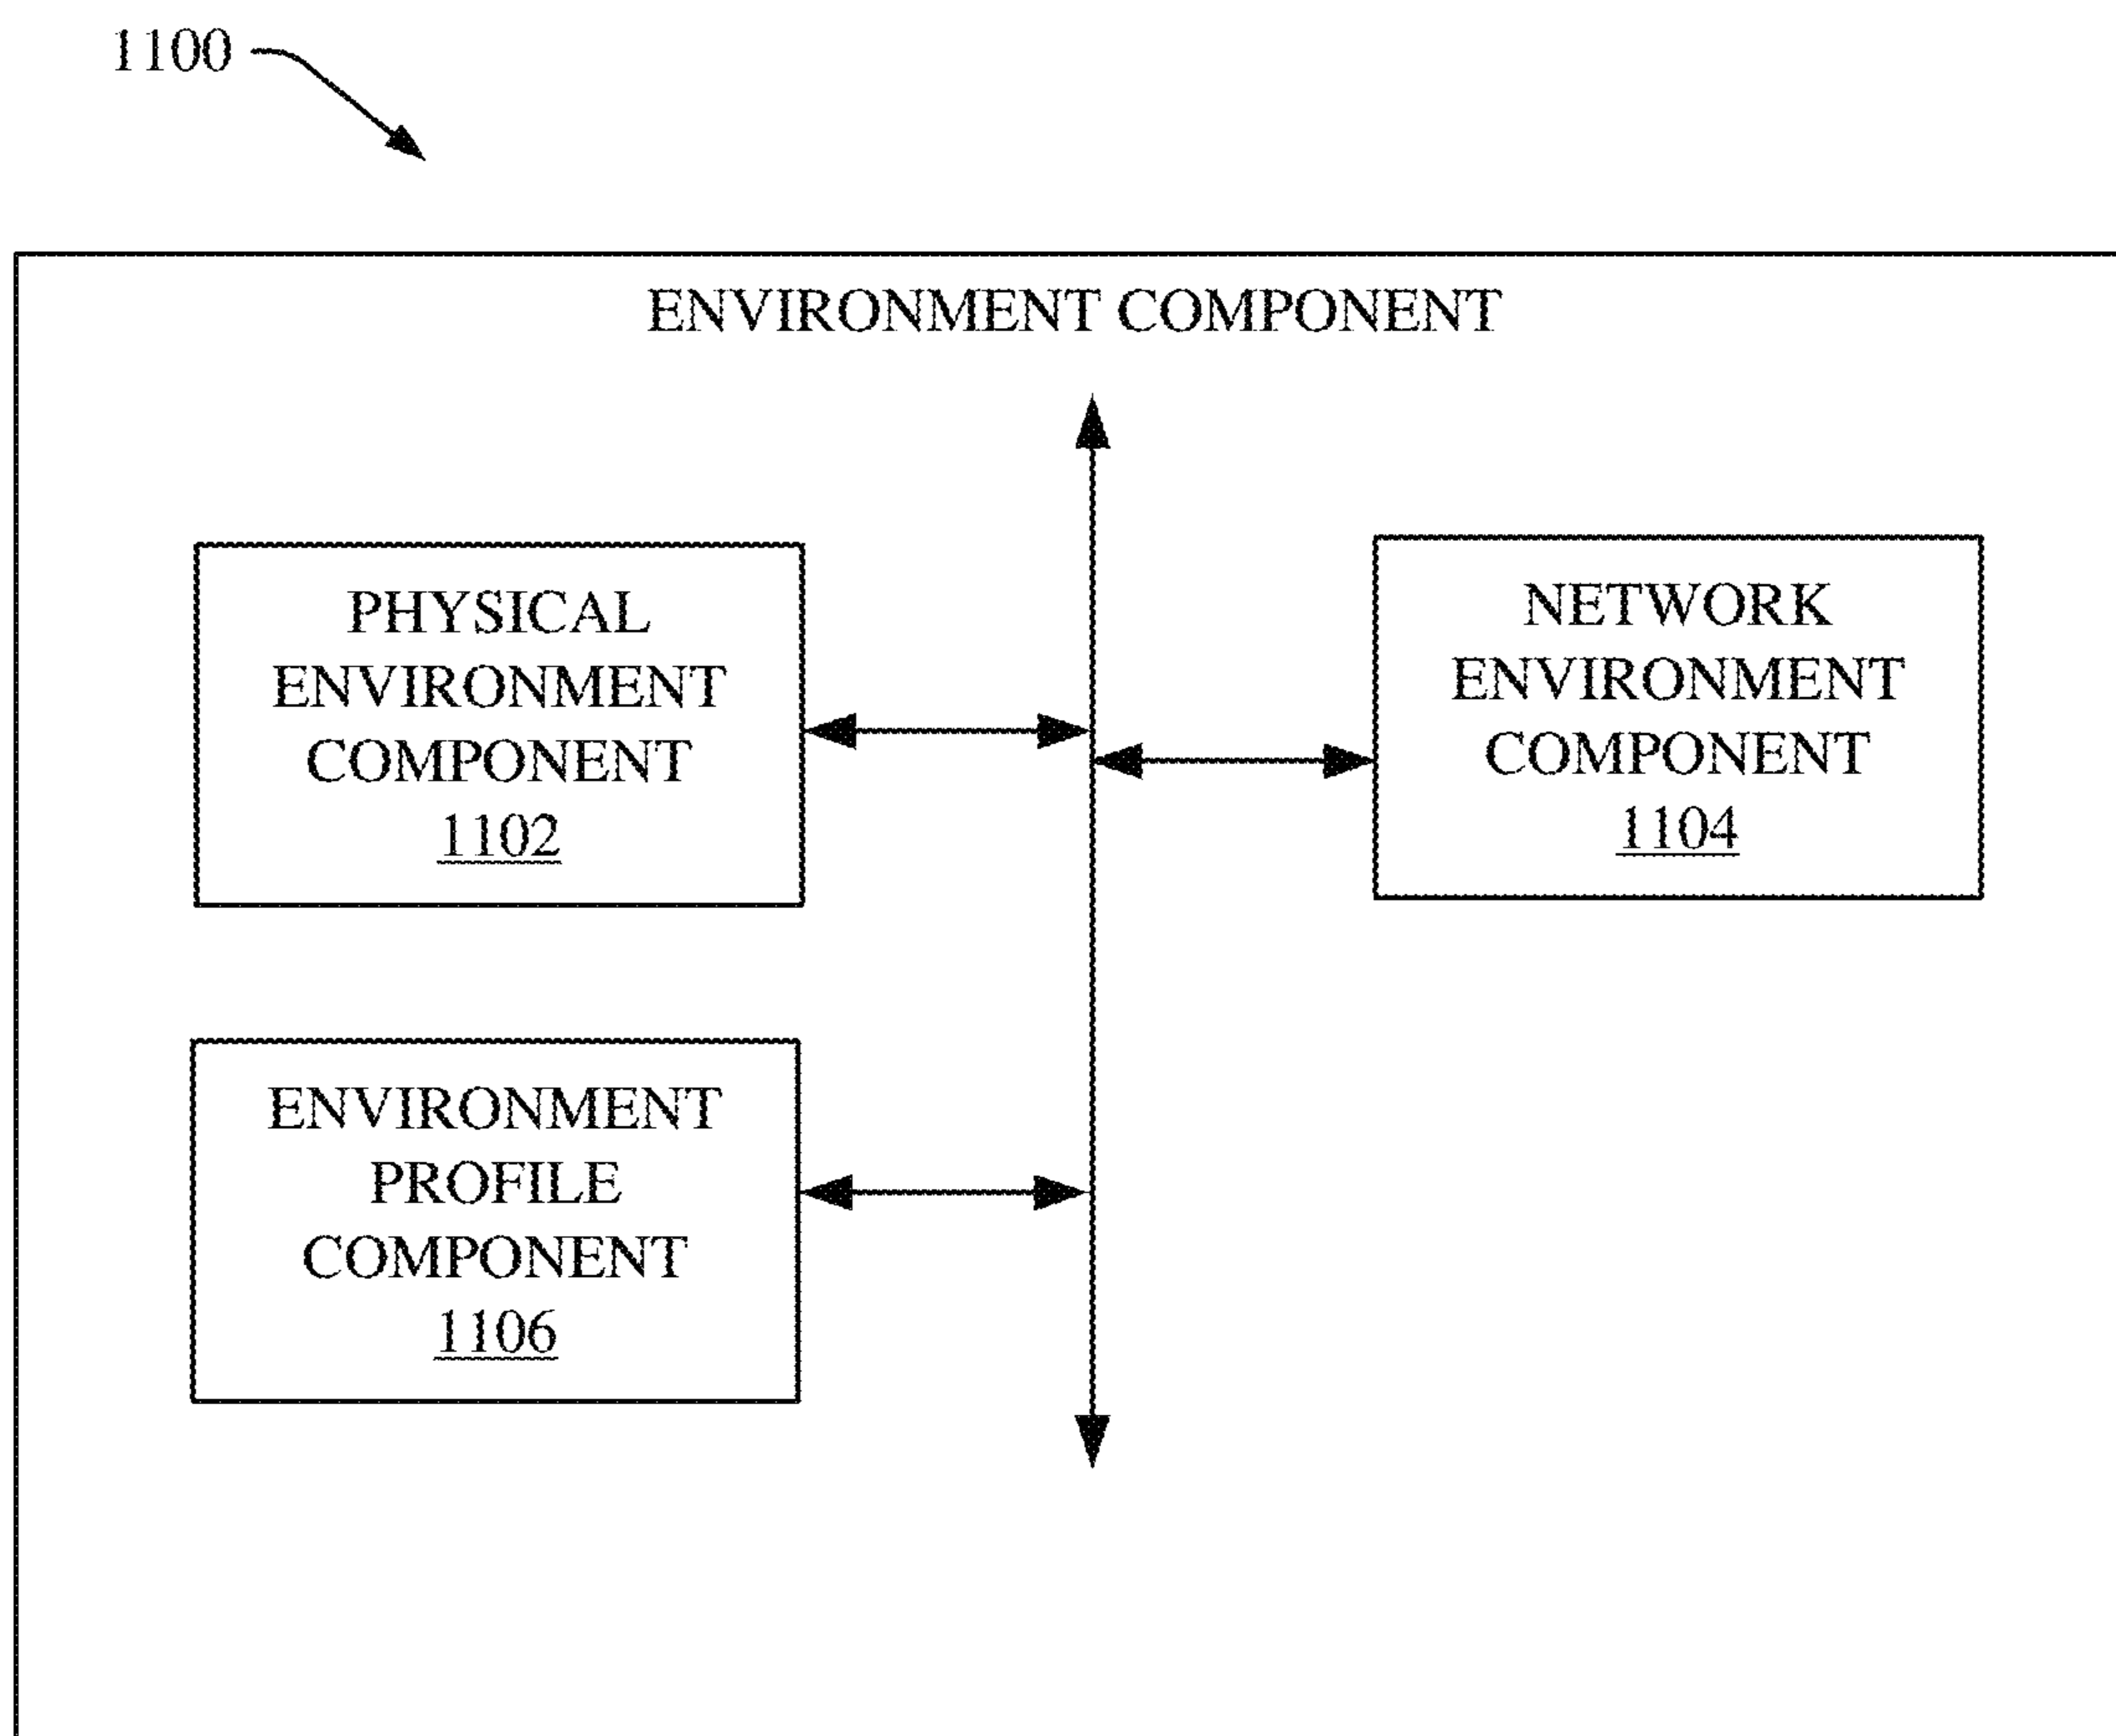 1100
ENVIRONMENT COMPONENT
PHYSICAL
ENVIRONMENT
COMPONENT
1102
NETWORK
ENVIRONMENT
COMPONENT
1104
ENVIRONMENT
PROFILE
COMPONENT
1106